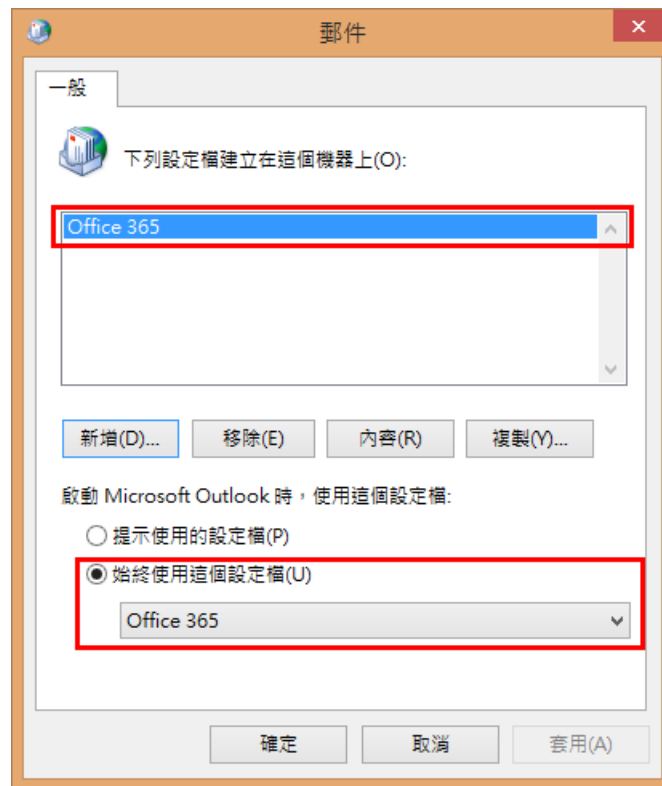 郵件
一般
下列設定檔建立在這個機器上(O):
Office 365
新增(D)... 移除(E) 內容(R) 複製(Y)...
啟動 Microsoft Outlook 時，使用這個設定檔:
提示使用的設定檔(P)
始終使用這個設定檔(U)
Office 365
確定 取消 套用(A)